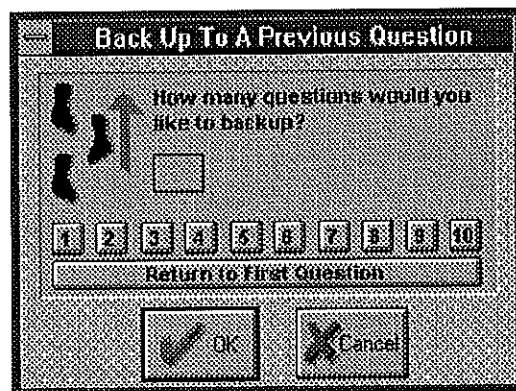 Back Up To A Previous Question
How many questions would you
like to backup?
1 2 3 4 5 6 7 8 9 10
Return to First Question
OK Cancel